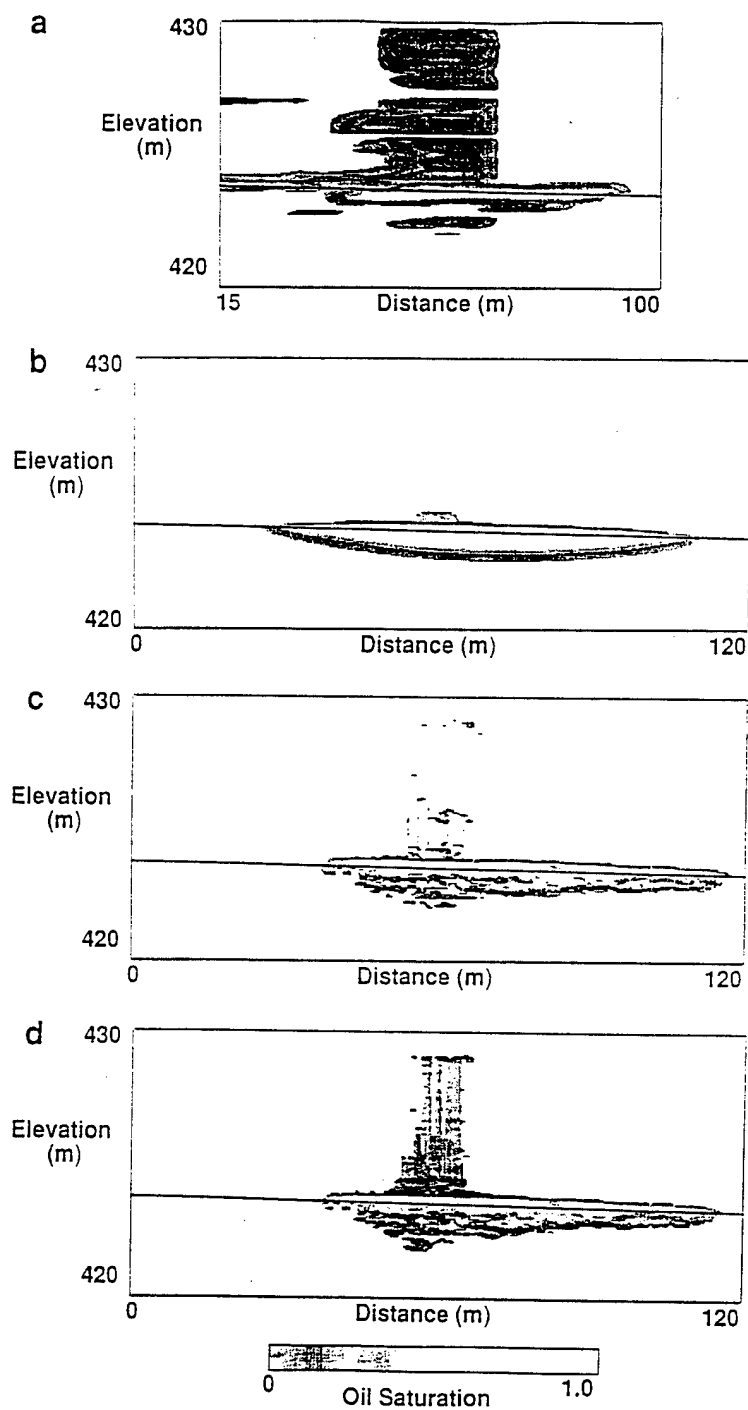 a
430
Elevation
(m)
420
15
Distance (m)
100
b
430
Elevation
(m)
420
0
Distance (m)
120
c
430
Elevation
(m)
420
0
Distance (m)
120
d
430
Elevation
(m)
420
0
Distance (m)
120
0
Oil Saturation
1.0